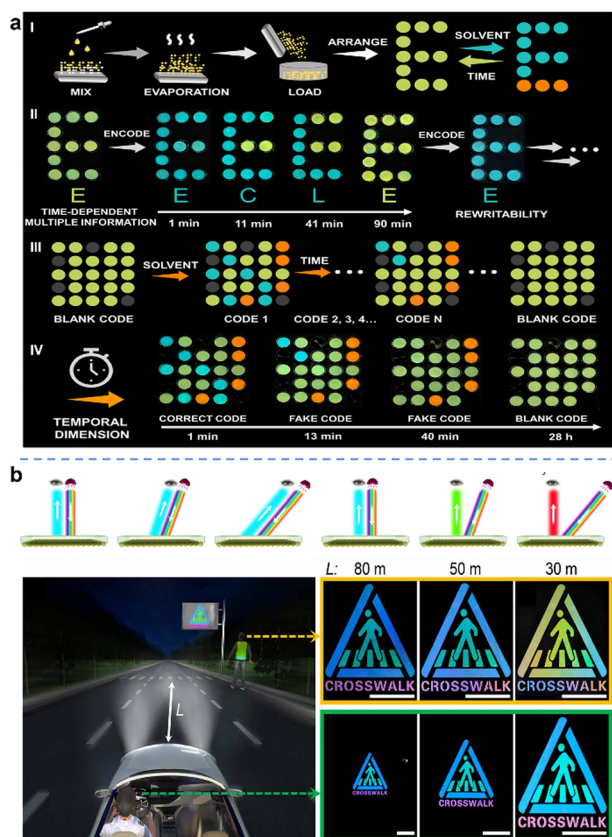 a
I
MIX
EVAPORATION
LOAD
ARRANGE
SOLVENT
TIME
II
ENCODE
ENCODE
E
E
C
L
E
E
TIME-DEPENDENT
MULTIPLE INFORMATION
1 min
11 min
41 min
90 min
REWRITABILITY
III
SOLVENT
TIME
BLANK CODE
CODE 1
CODE 2, 3, 4...
CODE N
BLANK CODE
IV
TEMPORAL
DIMENSION
CORRECT CODE
FAKE CODE
FAKE CODE
BLANK CODE
1 min
13 min
40 min
28 h
b
L:
80 m
50 m
30 m
L
CROSSWALK
CROSSWALK
CROSSWALK
CROSSWALK
CROSSWALK
CROSSWALK